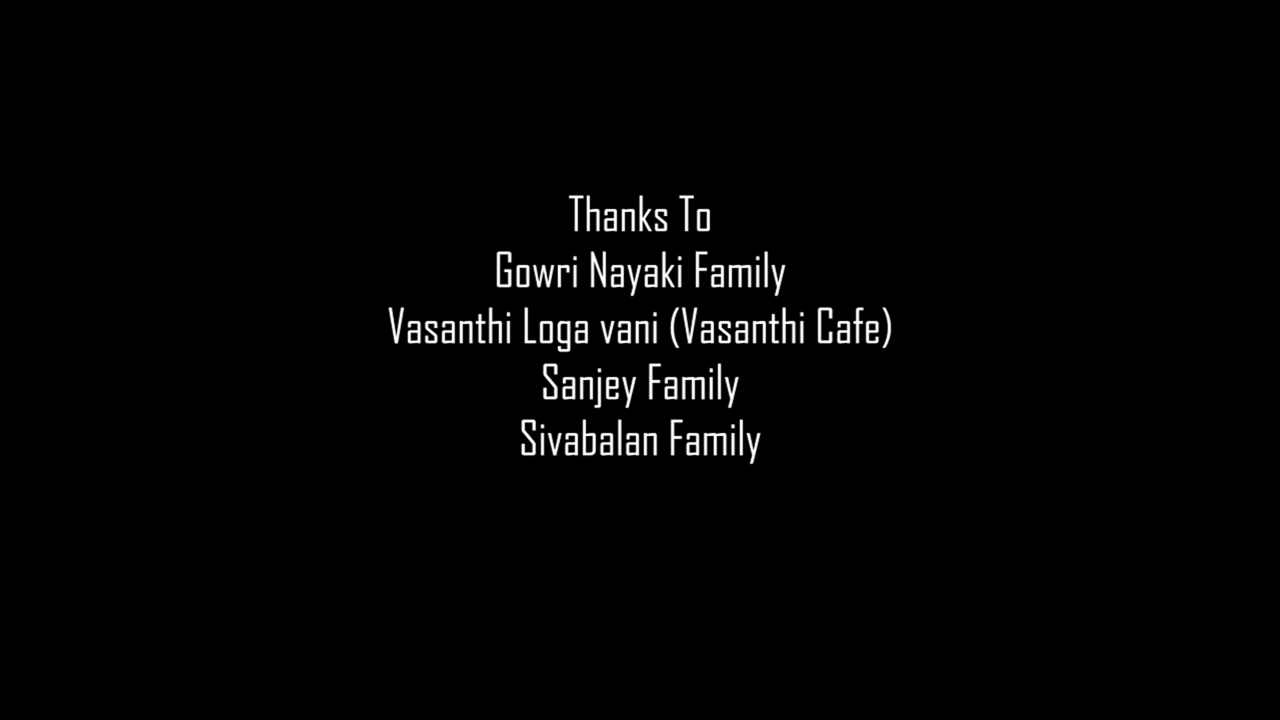 Thanks To
Gowri Nayaki Family
Vasanthi Loga vani (Vasanthi Cafe)
Sanjey Family
Sivabalan Family